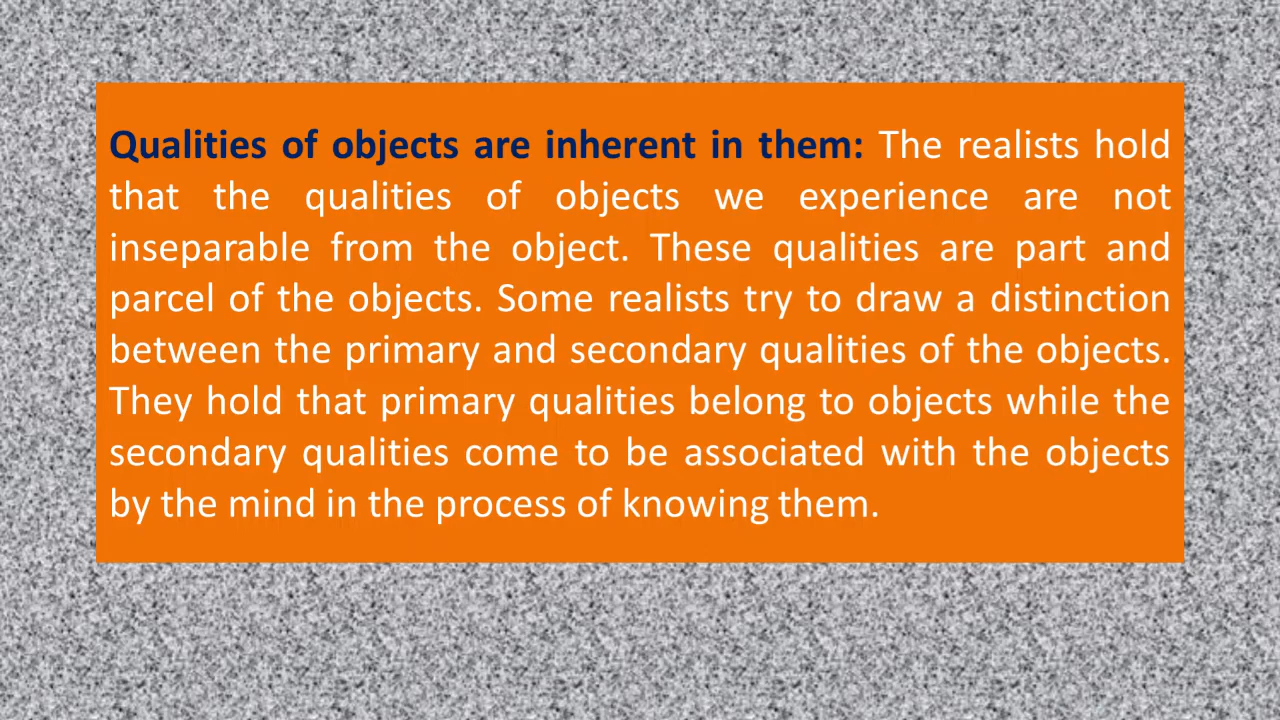 Qualities of objects are inherent in them: The realists hold
that the qualities of objects we experience are not
inseparable from the object. These qualities are part and
parcel of the objects. Some realists try to draw a distinction
between the primary and secondary qualities of the objects.
They hold that primary qualities belong to objects while the
secondary qualities come to be associated with the objects
by the mind in the process of knowing them.